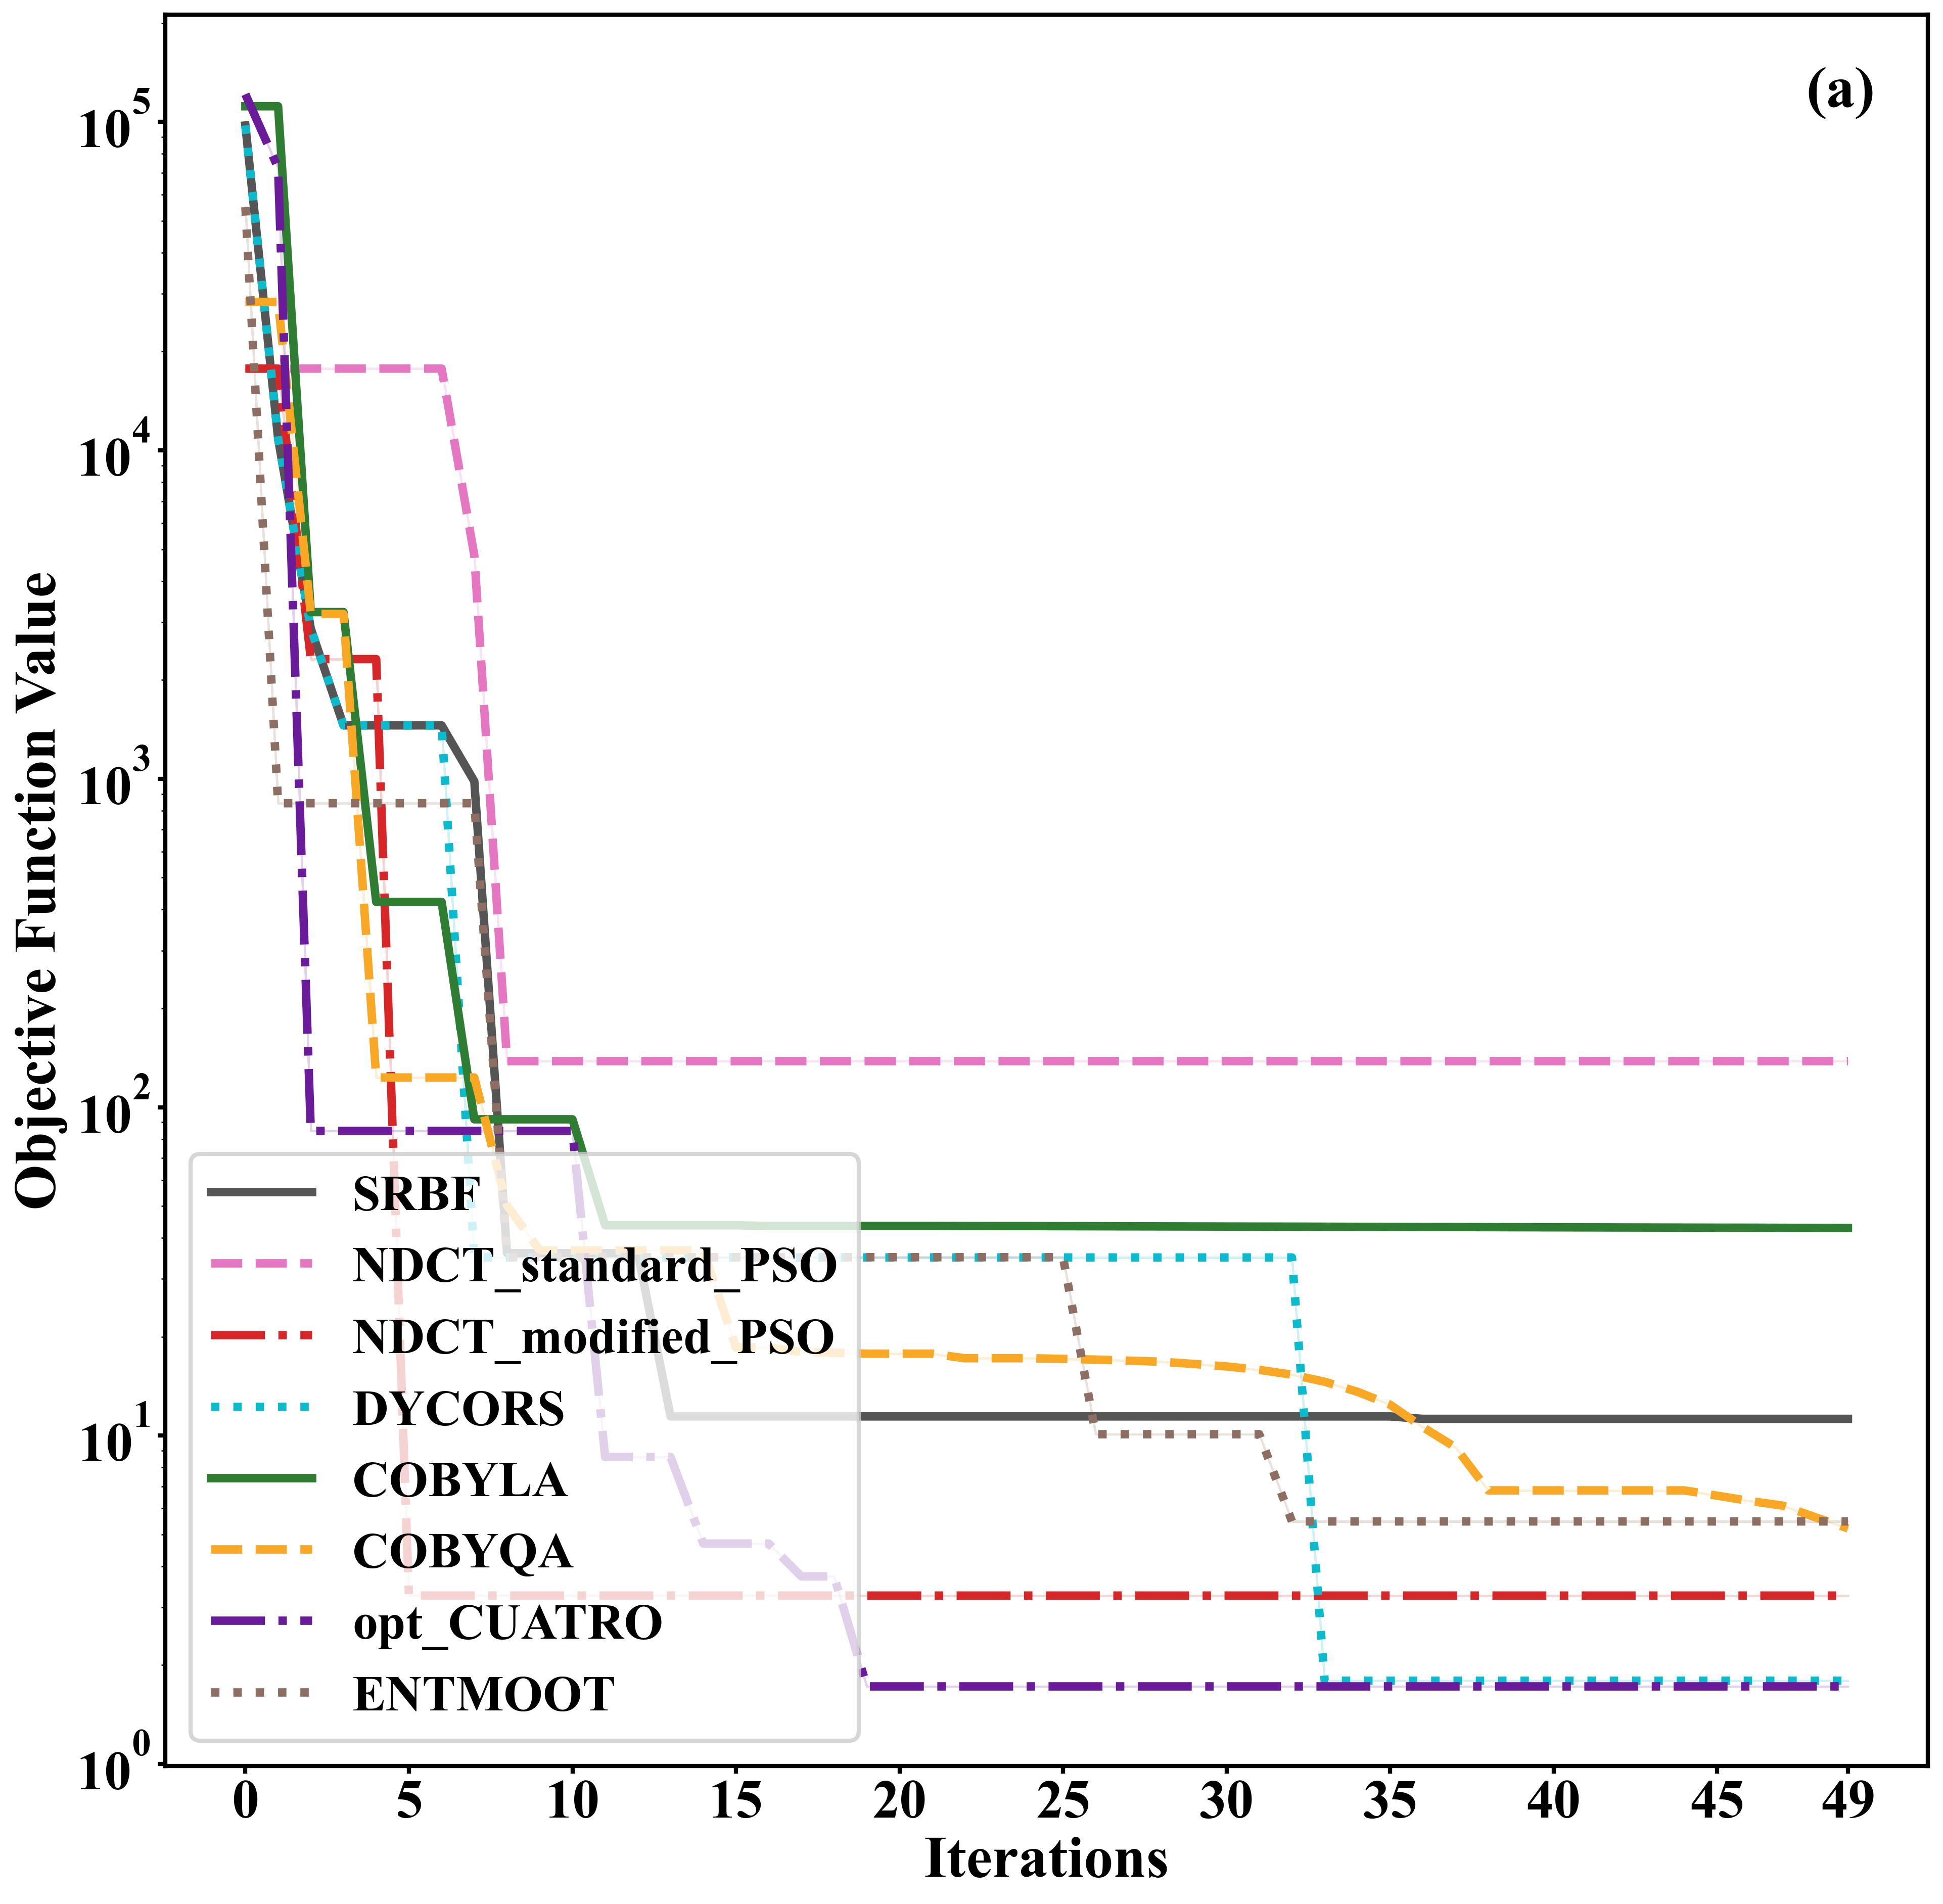 (a)
Objective Function Value
10^5
10^4
10^3
10^2
10^1
10^0
SRBF
NDCT_standard_PSO
NDCT_modified_PSO
DYCORS
COBYLA
COBYQA
opt_CUATRO
ENTMOOT
0 5 10 15 20 25 30 35 40 45 49
Iterations